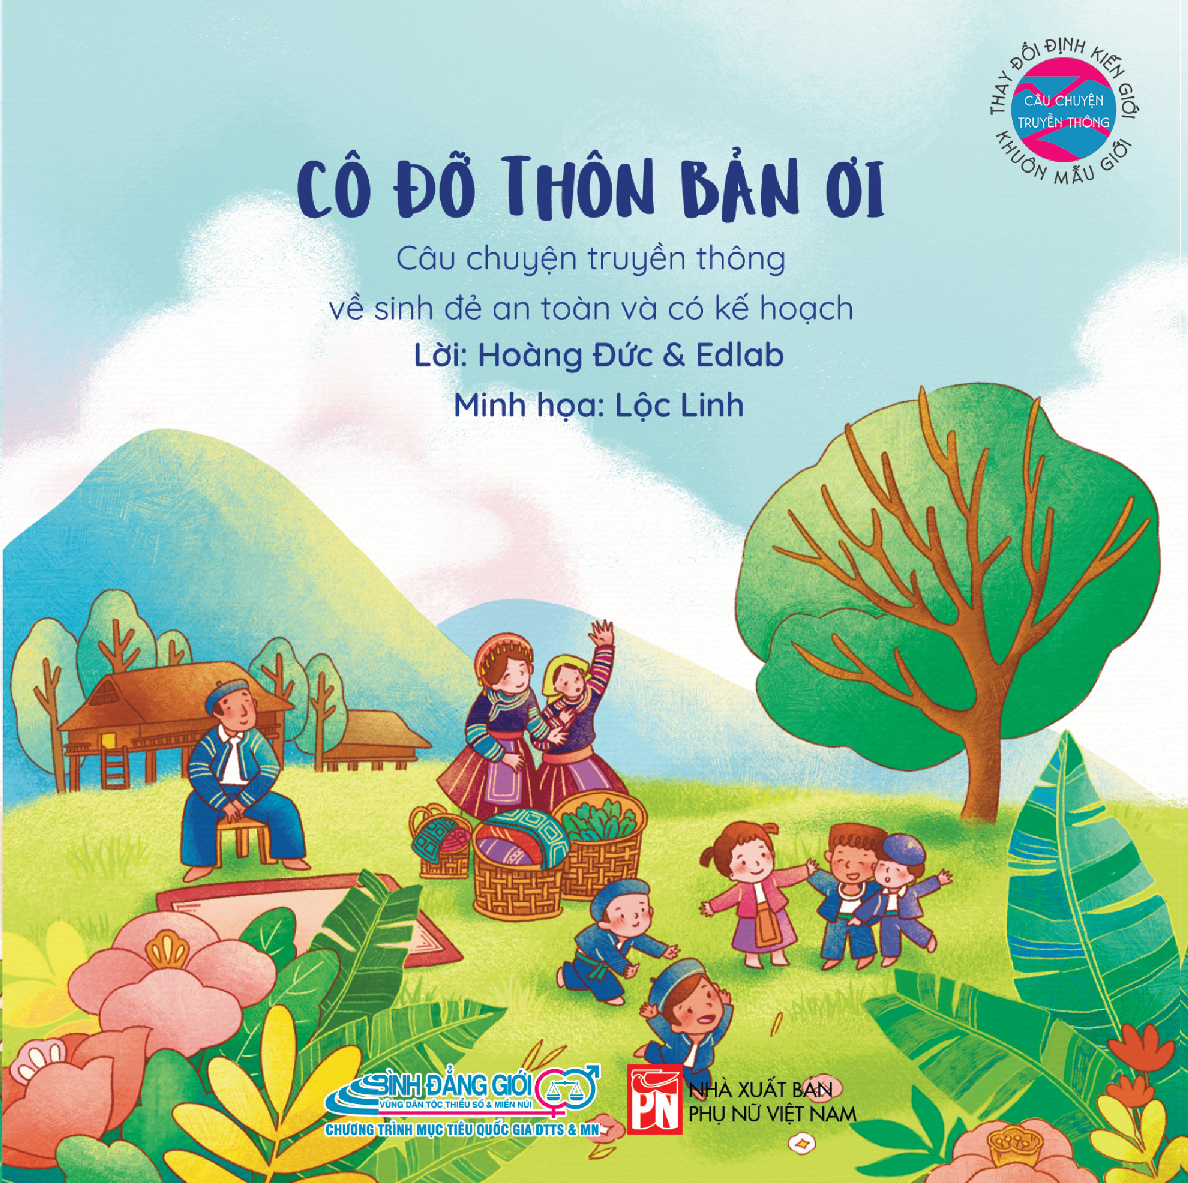 THAY ĐỔI ĐỊNH KIẾN GIỚI
CÂU CHUYỆN
TRUYỀN THÔNG
KHUÔN MẪU GIỚI
CÔ ĐỠ THÔN BẢN ƠI
Câu chuyện truyền thông
về sinh đẻ an toàn và có kế hoạch
Lời: Hoàng Đức & Edlab
Minh họa: Lộc Linh
BÌNH ĐẲNG GIỚI
VÙNG DÂN TỘC THIỂU SỐ & MIỀN NÚI
CHƯƠNG TRÌNH MỤC TIÊU QUỐC GIA DTTS & MN
PN
NHÀ XUẤT BẢN
PHỤ NỮ VIỆT NAM